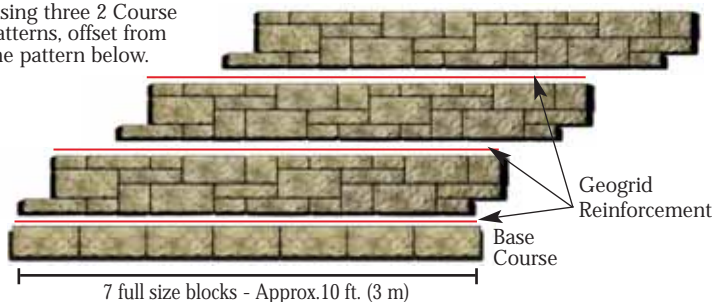 sing three 2 Course
atterns, offset from
ne pattern below.
Geogrid
Reinforcement
Base
Course
7 full size blocks - Approx.10 ft. (3 m)